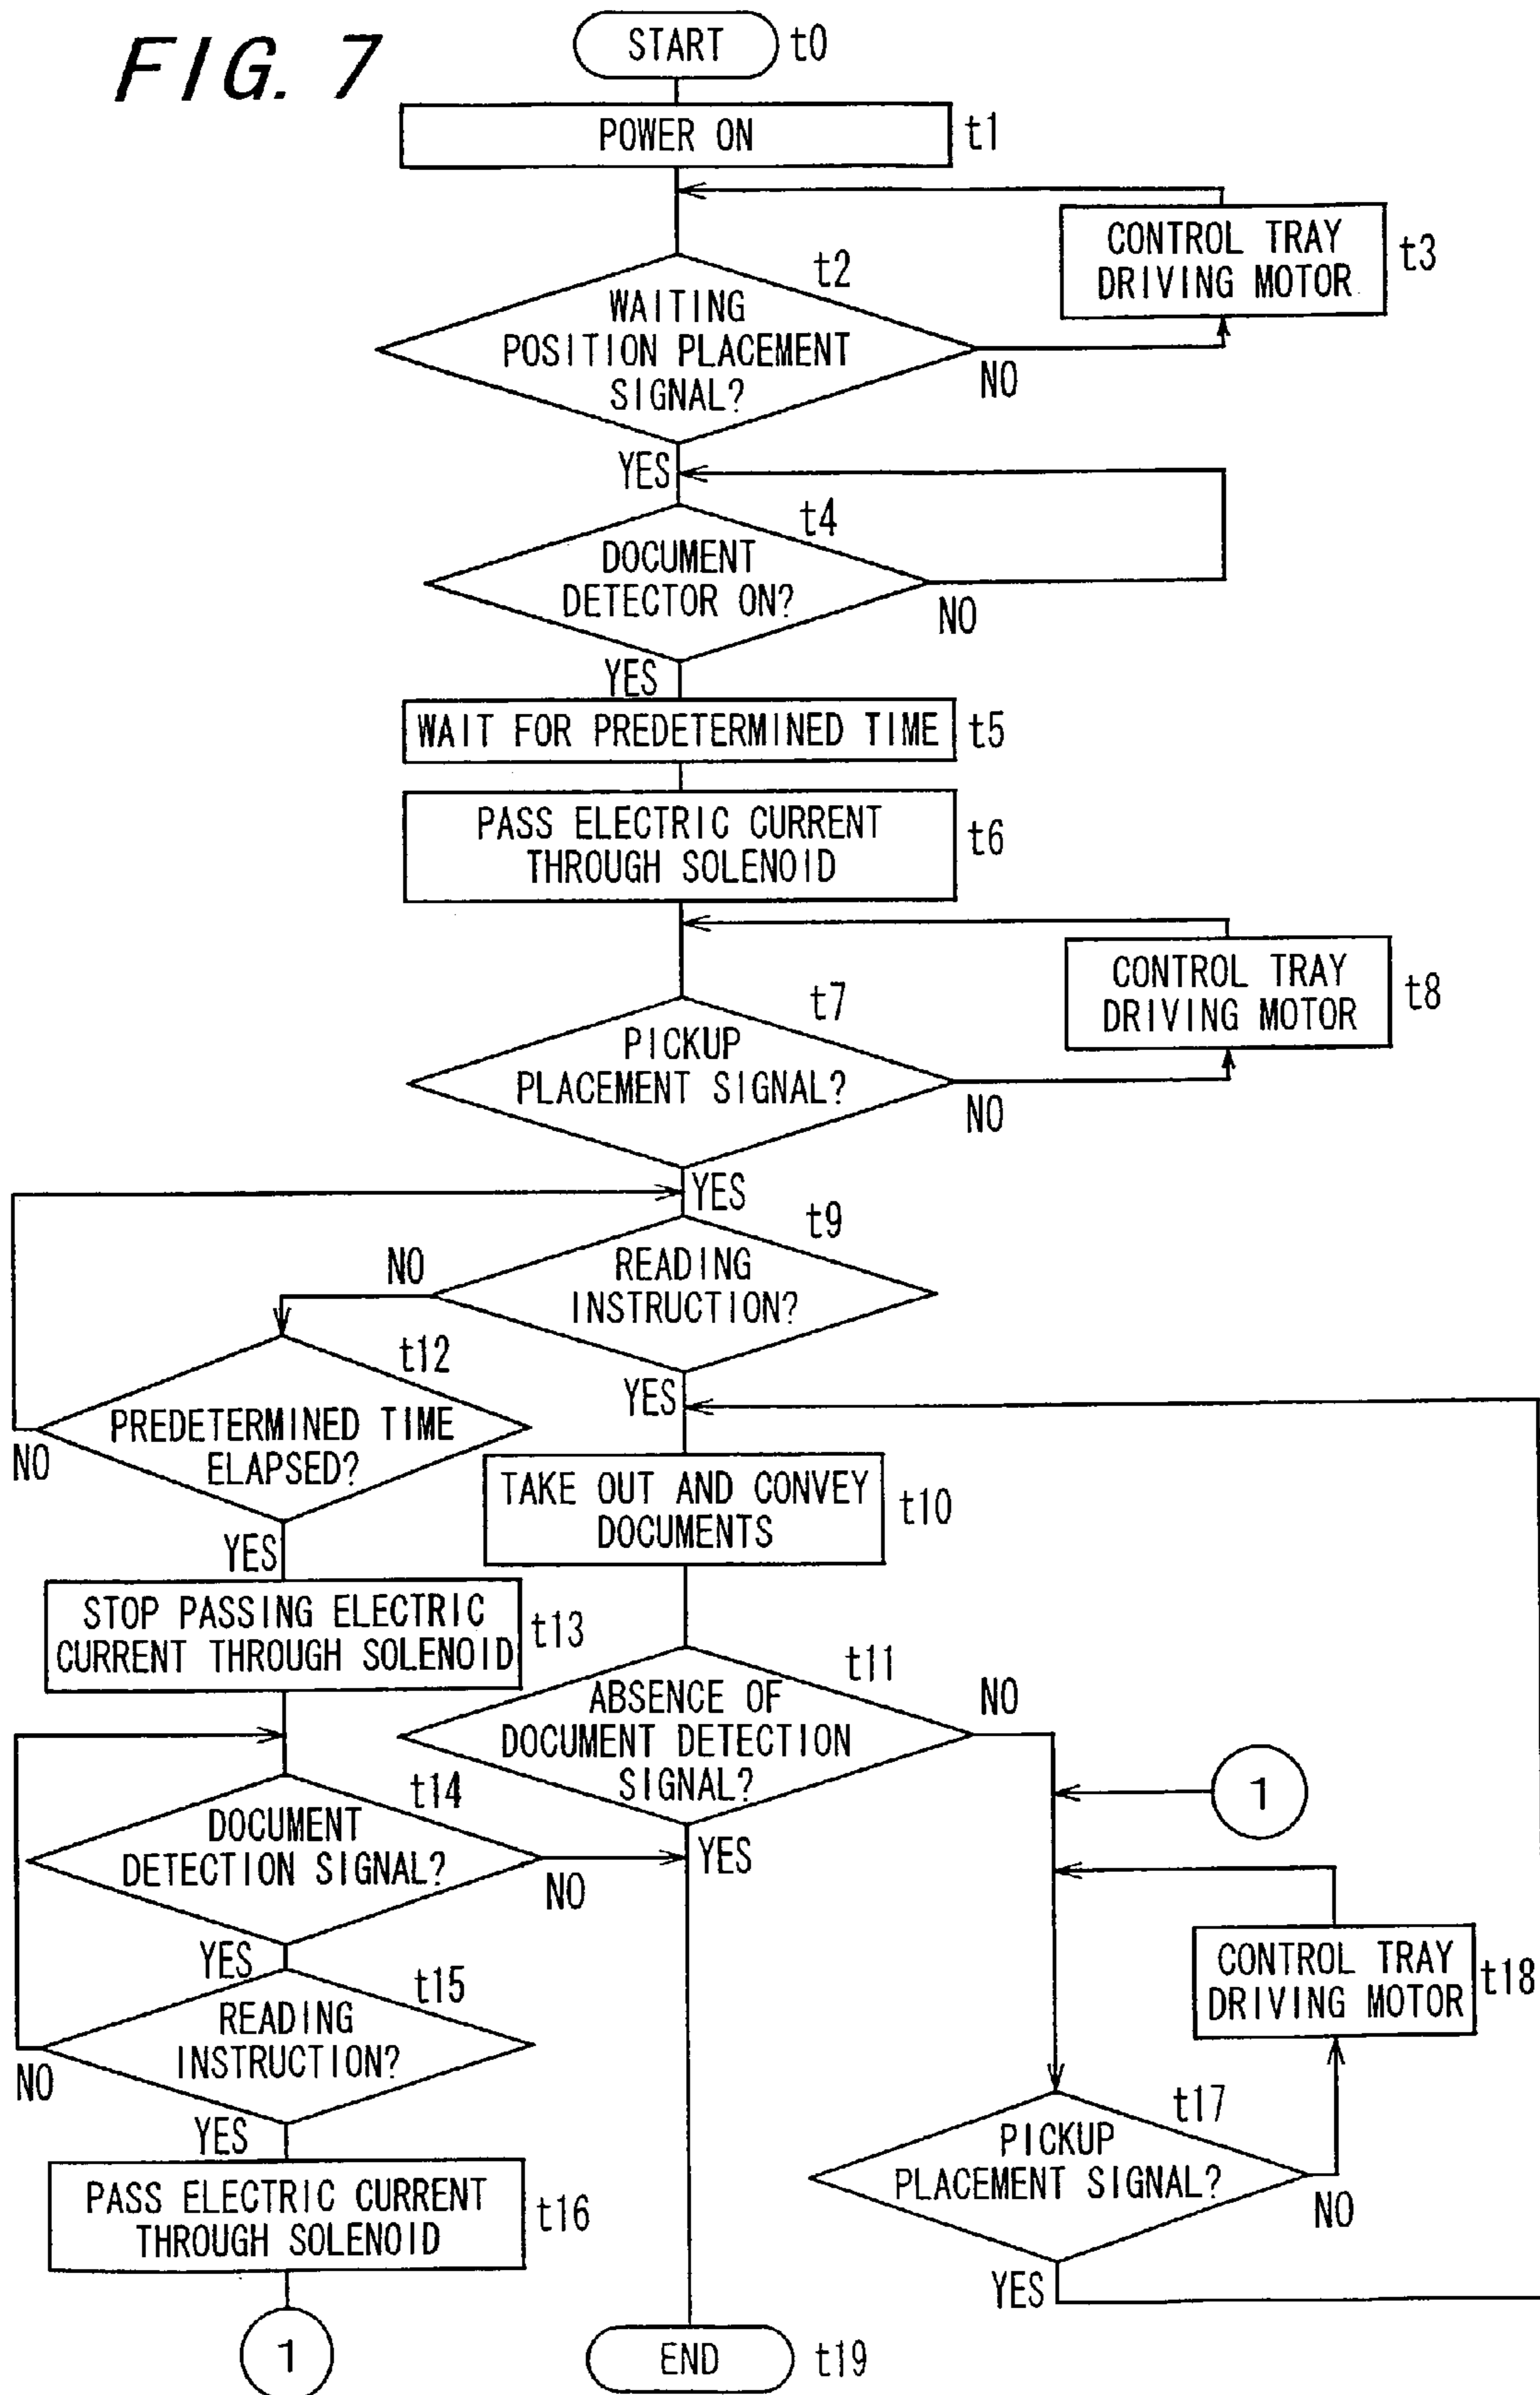 FIG. 7
START t0
POWER ON t1
CONTROL TRAY
DRIVING MOTOR t3
t2
WAITING
POSITION PLACEMENT
SIGNAL?
NO
YES
t4
DOCUMENT
DETECTOR ON?
NO
YES
WAIT FOR PREDETERMINED TIME t5
PASS ELECTRIC CURRENT
THROUGH SOLENOID t6
CONTROL TRAY
DRIVING MOTOR t8
t7
PICKUP
PLACEMENT SIGNAL?
NO
YES
t9
READING
INSTRUCTION?
NO
YES
t12
PREDETERMINED TIME
ELAPSED?
NO
YES
TAKE OUT AND CONVEY
DOCUMENTS t10
STOP PASSING ELECTRIC
CURRENT THROUGH SOLENOID t13
t11
ABSENCE OF
DOCUMENT DETECTION
SIGNAL?
NO
YES
1
t14
DOCUMENT
DETECTION SIGNAL?
NO
YES
t15
READING
INSTRUCTION?
NO
YES
CONTROL TRAY
DRIVING MOTOR t18
t17
PICKUP
PLACEMENT SIGNAL?
NO
YES
PASS ELECTRIC CURRENT
THROUGH SOLENOID t16
1
END t19